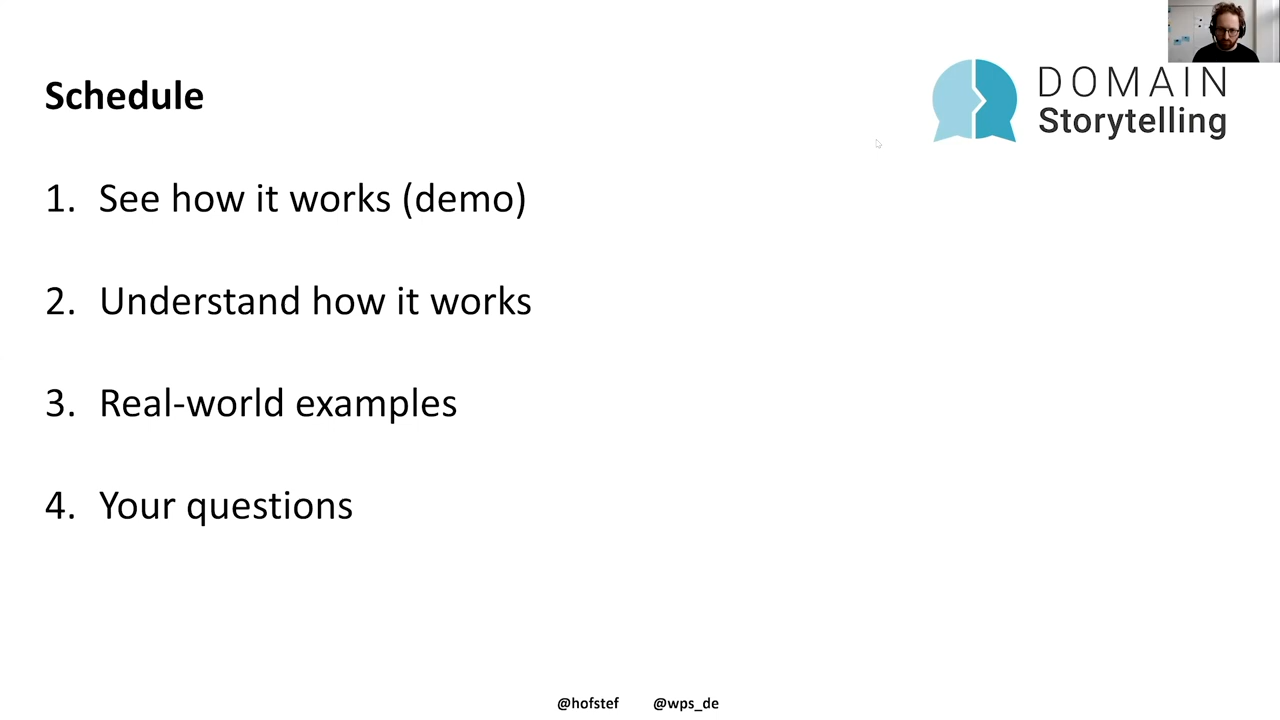 Schedule
DOMAIN
Storytelling
1. See how it works (demo)
2. Understand how it works
3. Real-world examples
4. Your questions
@hofstef @wps_de